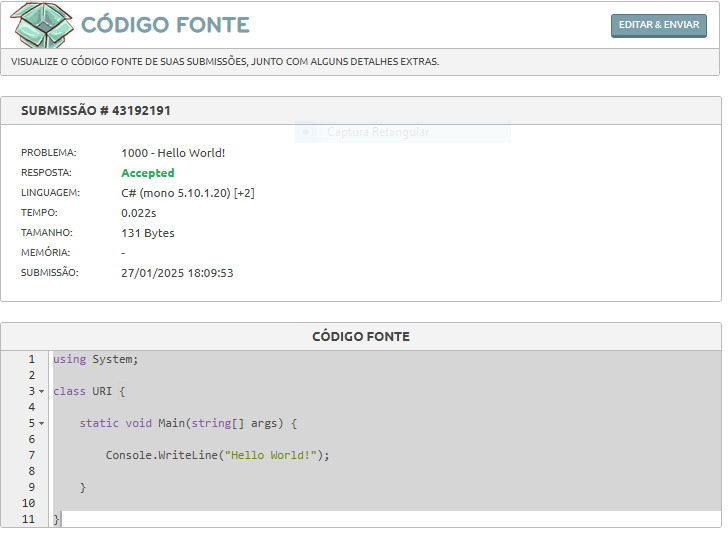 CÓDIGO FONTE
EDITAR & ENVIAR
VISUALIZE O CÓDIGO FONTE DE SUAS SUBMISSÕES, JUNTO COM ALGUNS DETALHES EXTRAS.
SUBMISSÃO # 43192191
Captura Retangular
PROBLEMA: 1000 - Hello World!
RESPOSTA: Accepted
LINGUAGEM: C# (mono 5.10.1.20) [+2]
TEMPO: 0.022s
TAMANHO: 131 Bytes
MEMÓRIA: -
SUBMISSÃO: 27/01/2025 18:09:53
CÓDIGO FONTE
1 using System;
2
3 class URI {
4
5 static void Main(string[] args) {
6
7 Console.WriteLine("Hello World!");
8
9 }
10
11 }